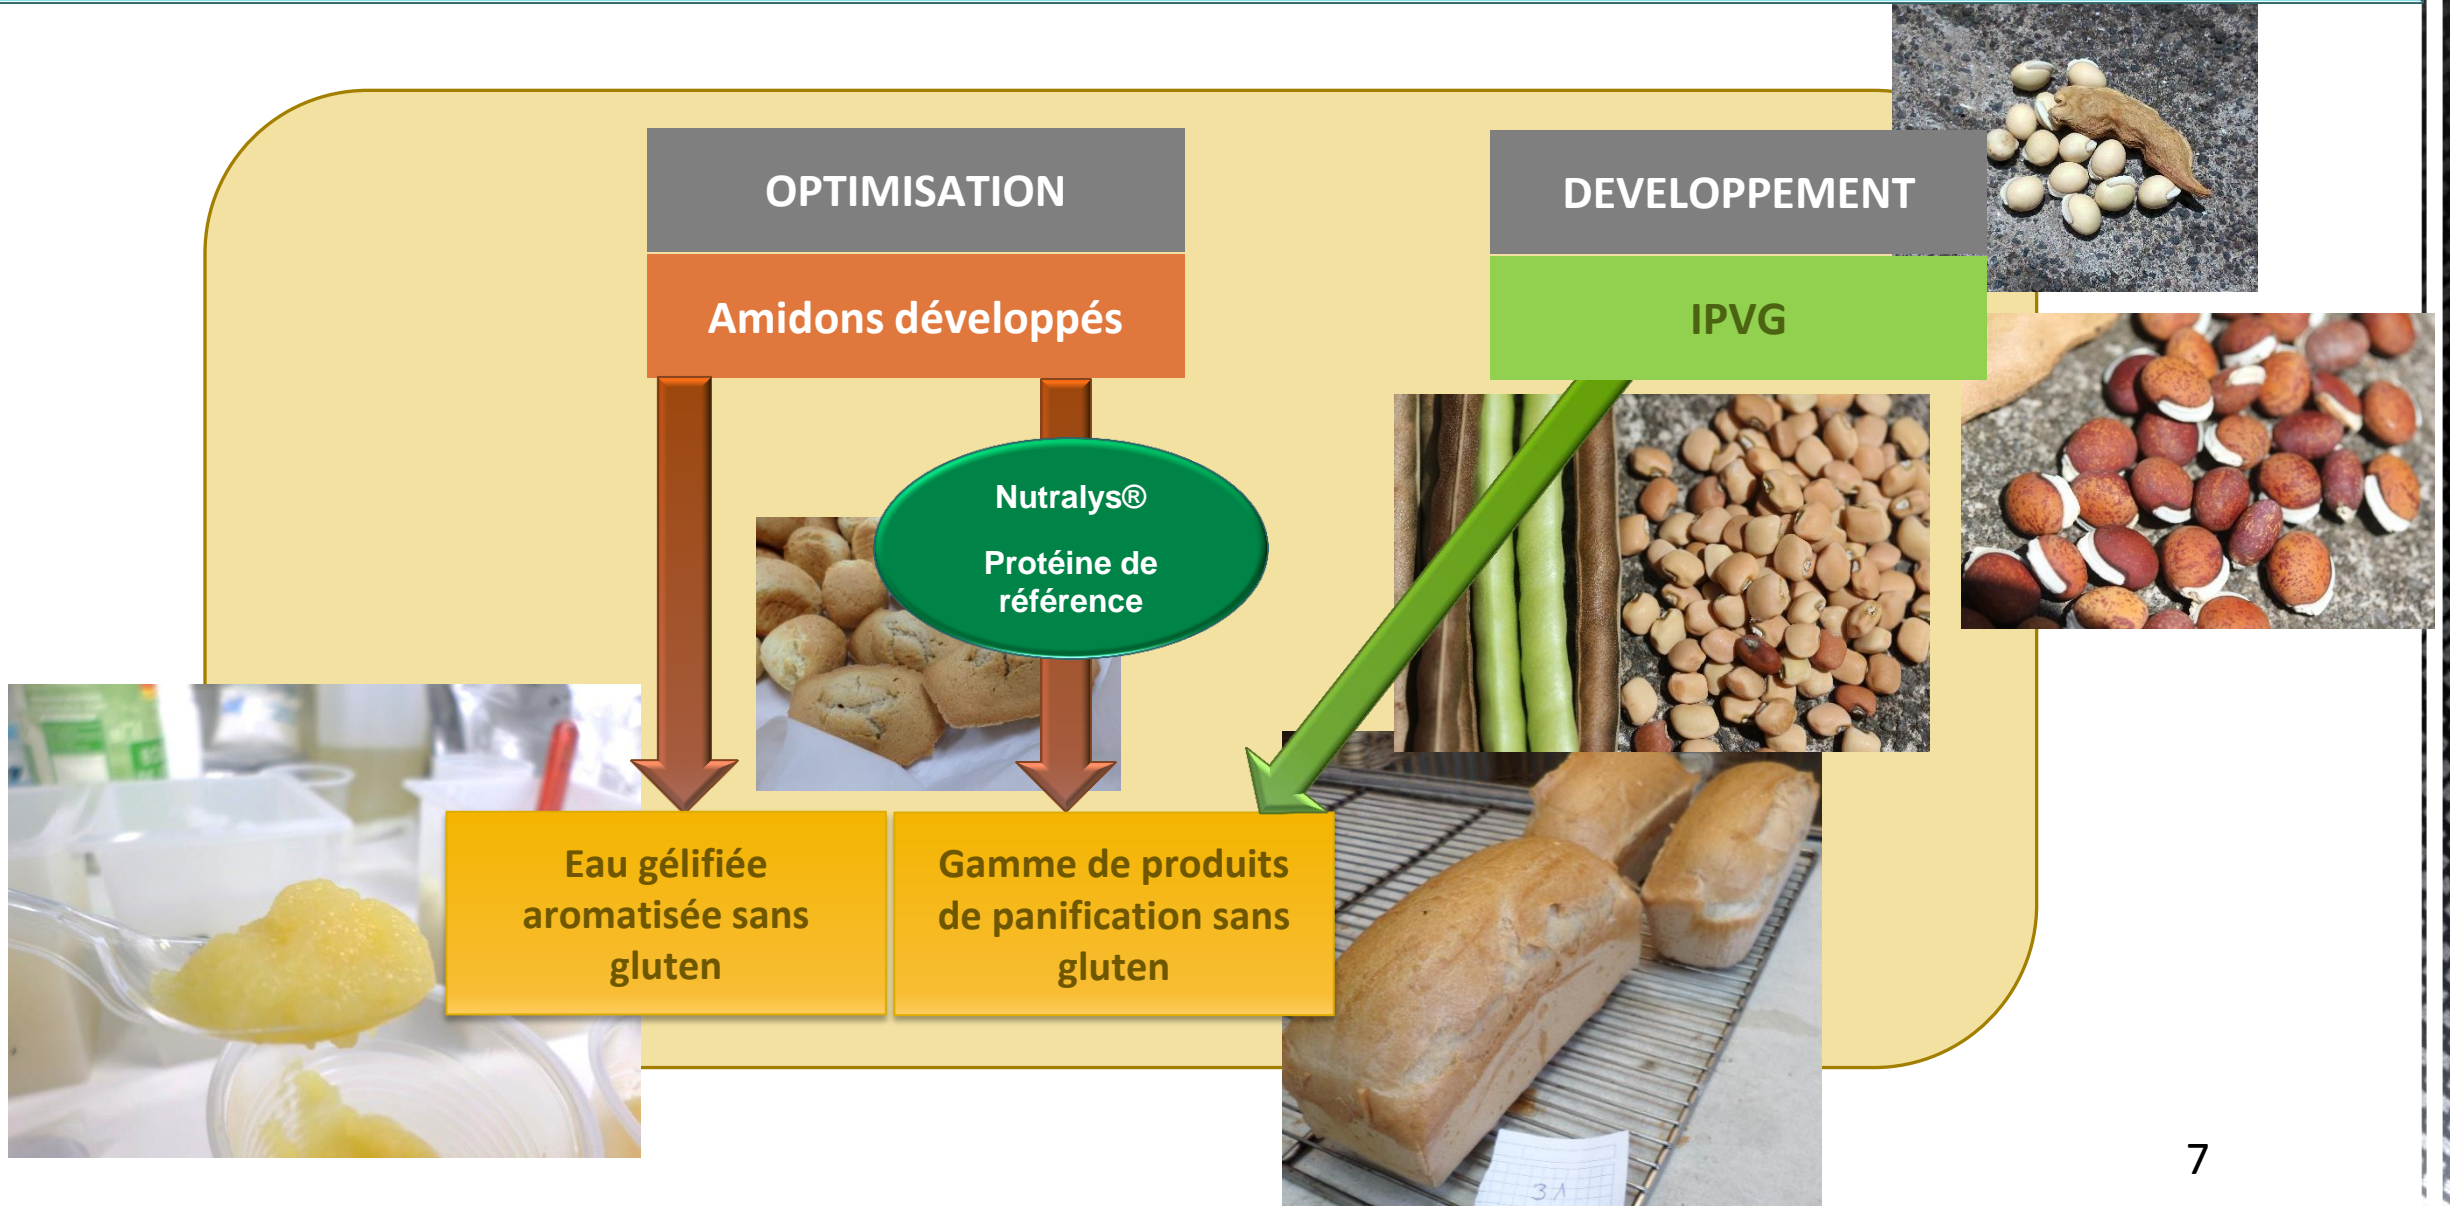 OPTIMISATION
Amidons développés
DEVELOPPEMENT
IPVG
Nutralys®
Protéine de
référence
Eau gélifiée
aromatisée sans
gluten
Gamme de produits
de panification sans
gluten
7